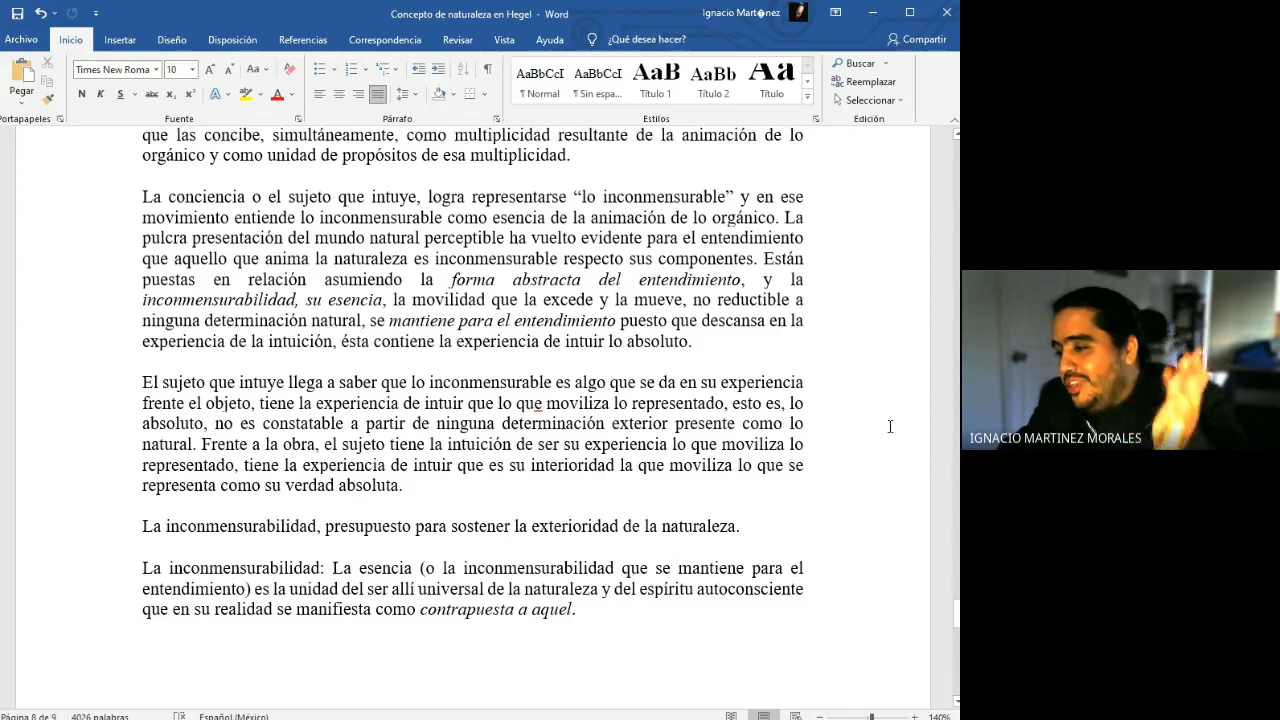 Concepto de naturaleza en Hegel - Word
Ignacio Mart�nez
Archivo Inicio Insertar Diseño Disposición Referencias Correspondencia Revisar Vista Ayuda ¿Qué desea hacer? Compartir
Pegar
Times New Roma 10 Aa
N K S abc x₂ x² A A
AaBbCcI AaBbCcI AaB AaBb Aa
¶ Normal ¶ Sin espa... Título 1 Título 2 Título
Buscar
Reemplazar
Seleccionar
Portapapeles Fuente Párrafo Estilos Edición
que las concibe, simultáneamente, como multiplicidad resultante de la animación de lo
orgánico y como unidad de propósitos de esa multiplicidad.
La conciencia o el sujeto que intuye, logra representarse “lo inconmensurable” y en ese
movimiento entiende lo inconmensurable como esencia de la animación de lo orgánico. La
pulcra presentación del mundo natural perceptible ha vuelto evidente para el entendimiento
que aquello que anima la naturaleza es inconmensurable respecto sus componentes. Están
puestas en relación asumiendo la forma abstracta del entendimiento, y la
inconmensurabilidad, su esencia, la movilidad que la excede y la mueve, no reductible a
ninguna determinación natural, se mantiene para el entendimiento puesto que descansa en la
experiencia de la intuición, ésta contiene la experiencia de intuir lo absoluto.
El sujeto que intuye llega a saber que lo inconmensurable es algo que se da en su experiencia
frente el objeto, tiene la experiencia de intuir que lo que moviliza lo representado, esto es, lo
absoluto, no es constatable a partir de ninguna determinación exterior presente como lo
natural. Frente a la obra, el sujeto tiene la intuición de ser su experiencia lo que moviliza lo
representado, tiene la experiencia de intuir que es su interioridad la que moviliza lo que se
representa como su verdad absoluta.
La inconmensurabilidad, presupuesto para sostener la exterioridad de la naturaleza.
La inconmensurabilidad: La esencia (o la inconmensurabilidad que se mantiene para el
entendimiento) es la unidad del ser allí universal de la naturaleza y del espíritu autoconsciente
que en su realidad se manifiesta como contrapuesta a aquel.
IGNACIO MARTINEZ MORALES
Página 8 de 9 4026 palabras Español (México) 140%